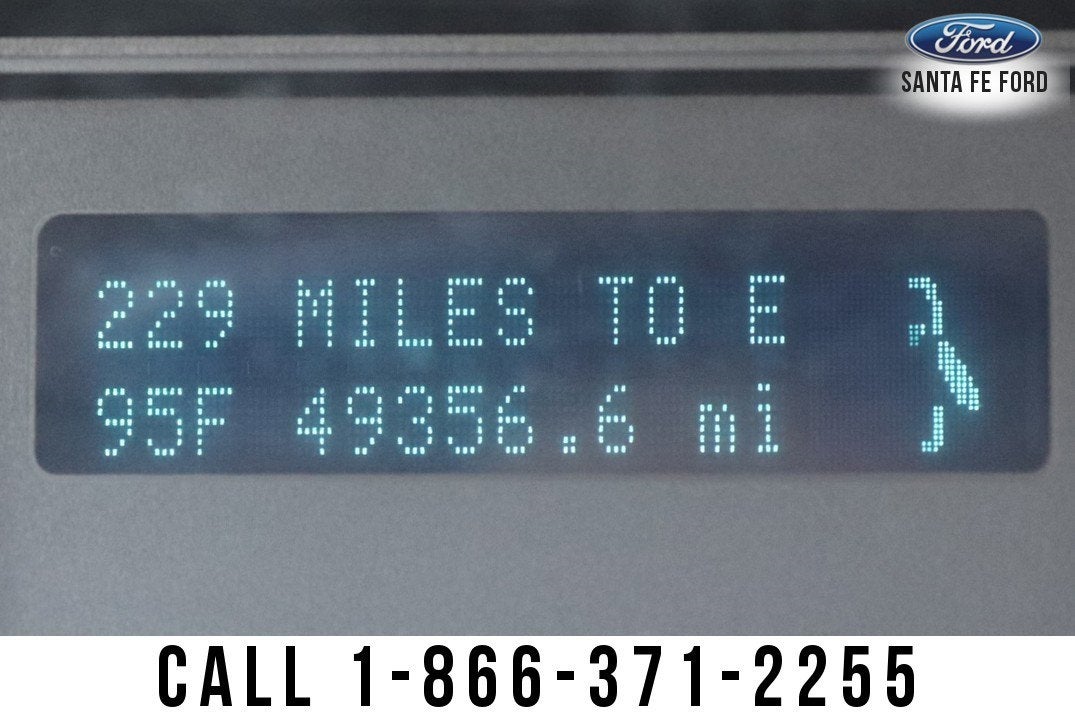 Ford
SANTA FE FORD
229 MILES TO E
95F 49356.6 mi
CALL 1-866-371-2255